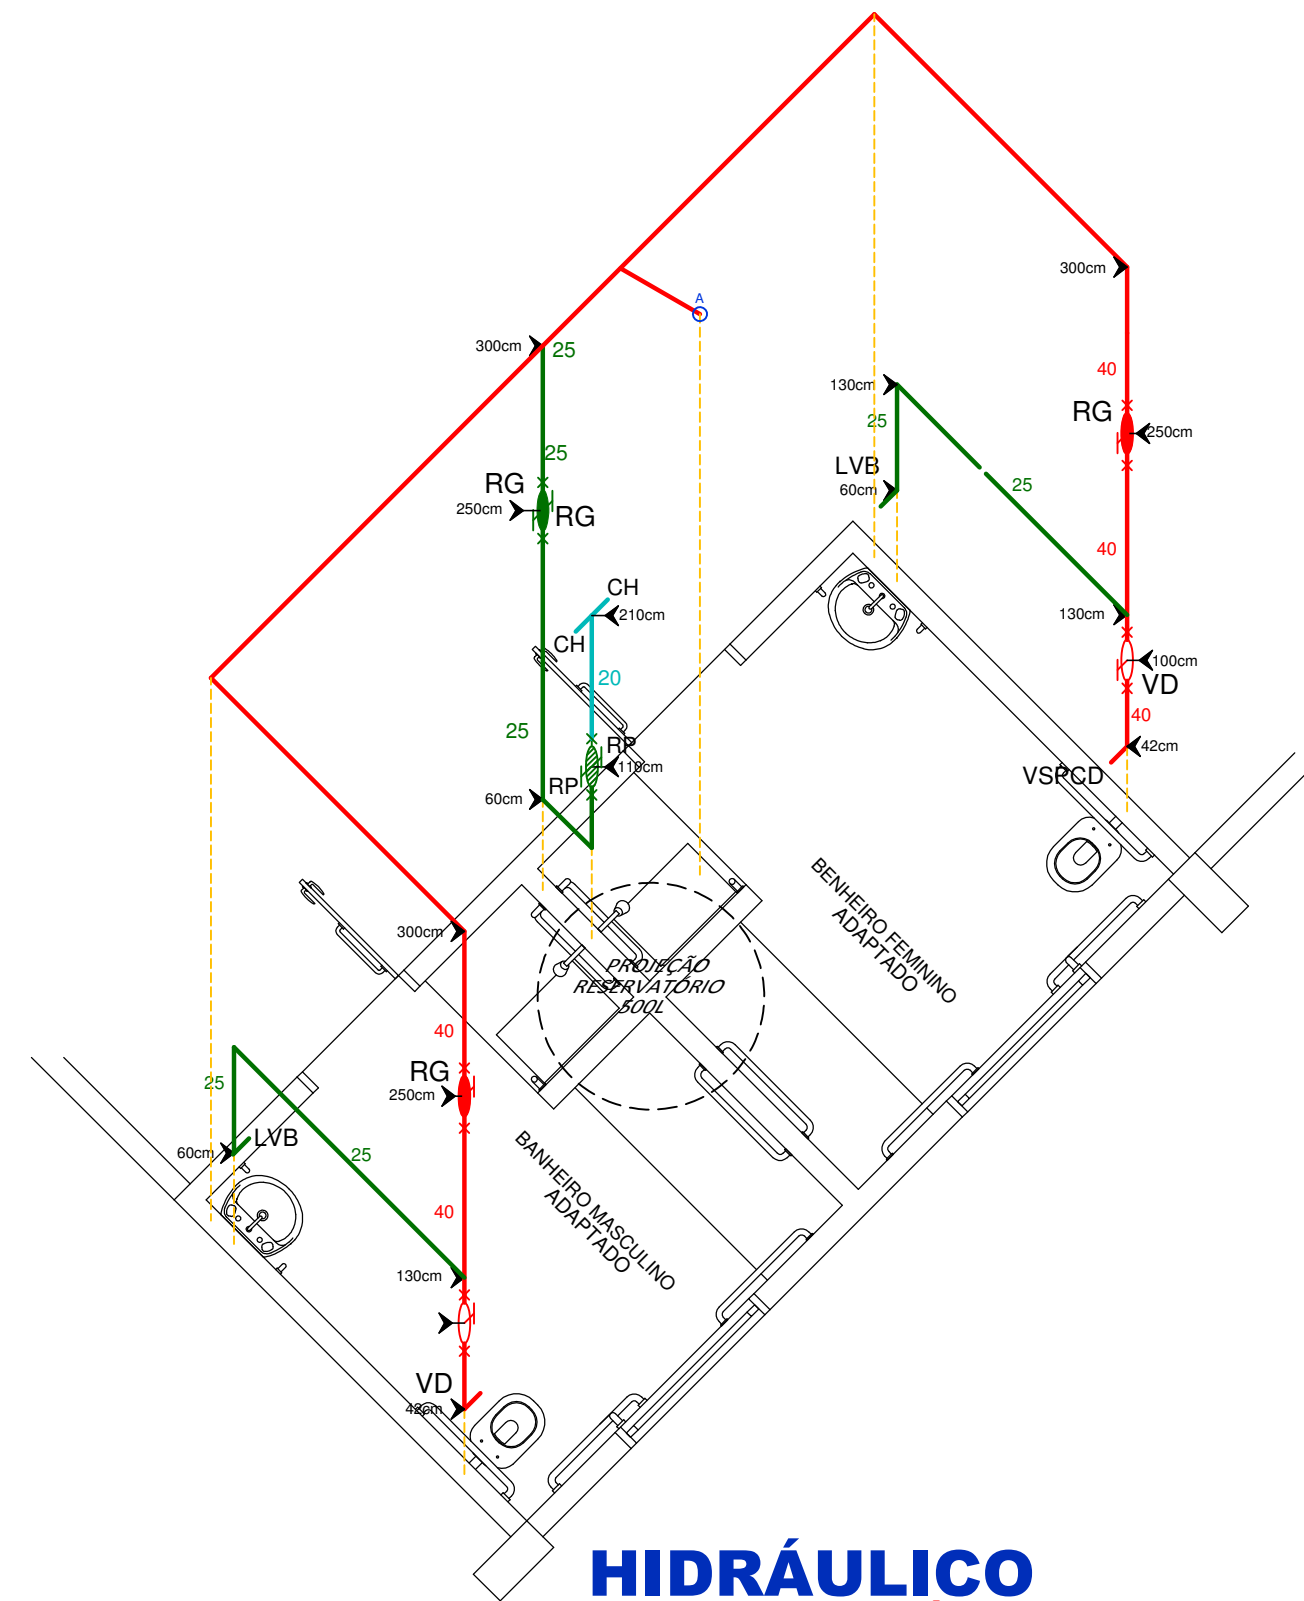 A
300cm
300cm
25
40
130cm
25
RG
250cm
25
LVB
60cm
RG
250cm
RG
25
40
CH
210cm
CH
130cm
100cm
VD
20
40
25
RP
42cm
110cm
VSPCD
RP
60cm
BENHEIRO FEMININO
ADAPTADO
300cm
PROJEÇÃO
RESERVATÓRIO
500L
40
RG
250cm
25
LVB
60cm
25
BANHEIRO MASCULINO
ADAPTADO
40
130cm
VD
42cm
HIDRÁULICO